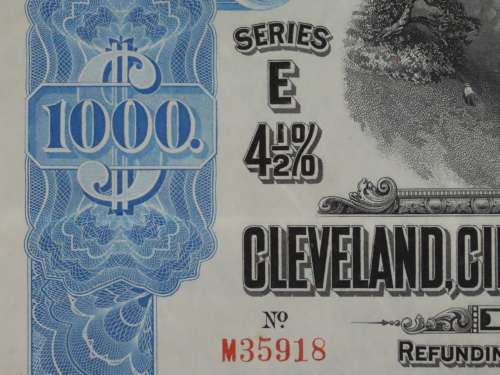 SERIES
E
4½%
$
1000.
CLEVELAND, CI
No
M35918
REFUNDIN